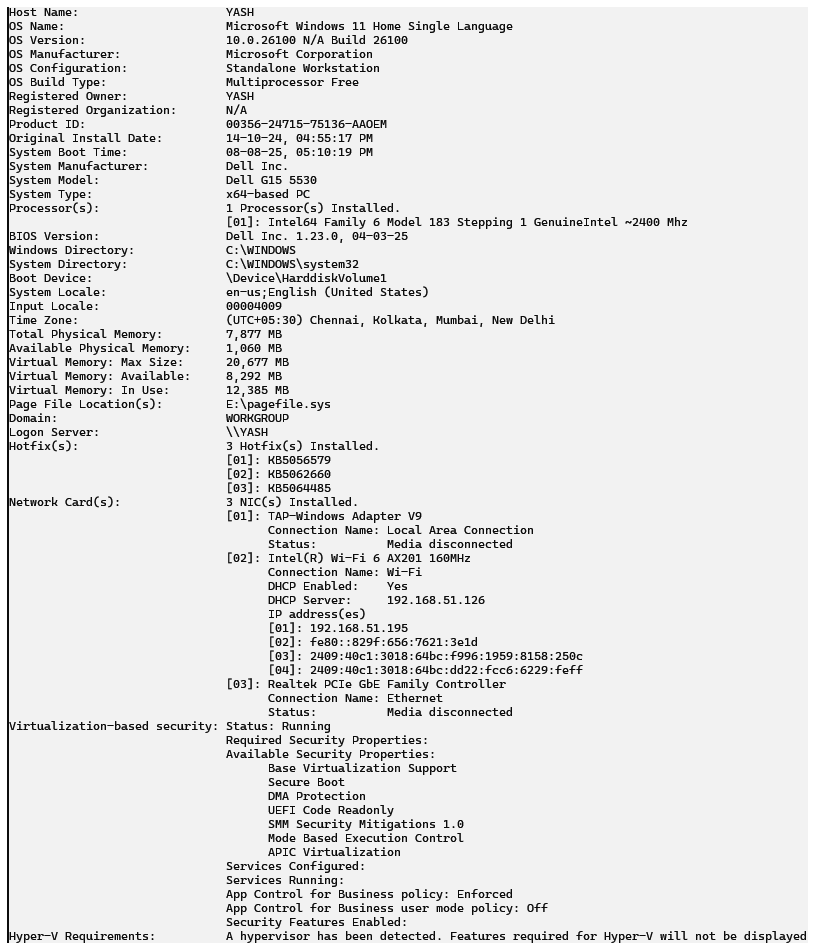 Host Name: YASH
OS Name: Microsoft Windows 11 Home Single Language
OS Version: 10.0.26100 N/A Build 26100
OS Manufacturer: Microsoft Corporation
OS Configuration: Standalone Workstation
OS Build Type: Multiprocessor Free
Registered Owner: YASH
Registered Organization: N/A
Product ID: 00356-24715-75136-AAOEM
Original Install Date: 14-10-24, 04:55:17 PM
System Boot Time: 08-08-25, 05:10:19 PM
System Manufacturer: Dell Inc.
System Model: Dell G15 5530
System Type: x64-based PC
Processor(s): 1 Processor(s) Installed.
[01]: Intel64 Family 6 Model 183 Stepping 1 GenuineIntel ~2400 Mhz
BIOS Version: Dell Inc. 1.23.0, 04-03-25
Windows Directory: C:\WINDOWS
System Directory: C:\WINDOWS\system32
Boot Device: \Device\HarddiskVolume1
System Locale: en-us;English (United States)
Input Locale: 00004009
Time Zone: (UTC+05:30) Chennai, Kolkata, Mumbai, New Delhi
Total Physical Memory: 7,877 MB
Available Physical Memory: 1,060 MB
Virtual Memory: Max Size: 20,677 MB
Virtual Memory: Available: 8,292 MB
Virtual Memory: In Use: 12,385 MB
Page File Location(s): E:\pagefile.sys
Domain: WORKGROUP
Logon Server: \\YASH
Hotfix(s): 3 Hotfix(s) Installed.
[01]: KB5056579
[02]: KB5062660
[03]: KB5064485
Network Card(s): 3 NIC(s) Installed.
[01]: TAP-Windows Adapter V9
Connection Name: Local Area Connection
Status: Media disconnected
[02]: Intel(R) Wi-Fi 6 AX201 160MHz
Connection Name: Wi-Fi
DHCP Enabled: Yes
DHCP Server: 192.168.51.126
IP address(es)
[01]: 192.168.51.195
[02]: fe80::829f:656:7621:3e1d
[03]: 2409:40c1:3018:64bc:f996:1959:8158:250c
[04]: 2409:40c1:3018:64bc:dd22:fcc6:6229:feff
[03]: Realtek PCIe GbE Family Controller
Connection Name: Ethernet
Status: Media disconnected
Virtualization-based security: Status: Running
Required Security Properties:
Available Security Properties:
Base Virtualization Support
Secure Boot
DMA Protection
UEFI Code Readonly
SMM Security Mitigations 1.0
Mode Based Execution Control
APIC Virtualization
Services Configured:
Services Running:
App Control for Business policy: Enforced
App Control for Business user mode policy: Off
Security Features Enabled:
Hyper-V Requirements: A hypervisor has been detected. Features required for Hyper-V will not be displayed